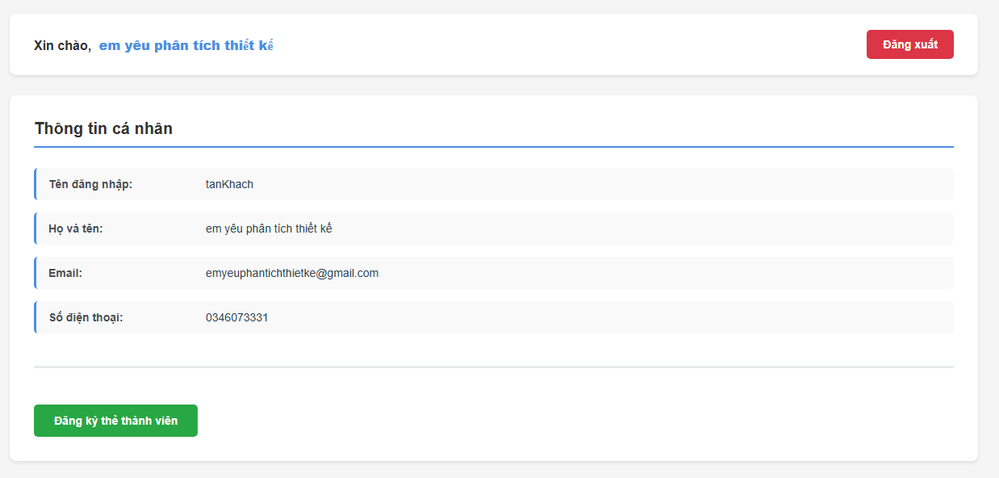 Xin chào, em yêu phân tích thiết kế
Đăng xuất
Thông tin cá nhân
Tên đăng nhập: tanKhach
Họ và tên: em yêu phân tích thiết kế
Email: emyeuphantichthietke@gmail.com
Số điện thoại: 0346073331
Đăng ký thẻ thành viên